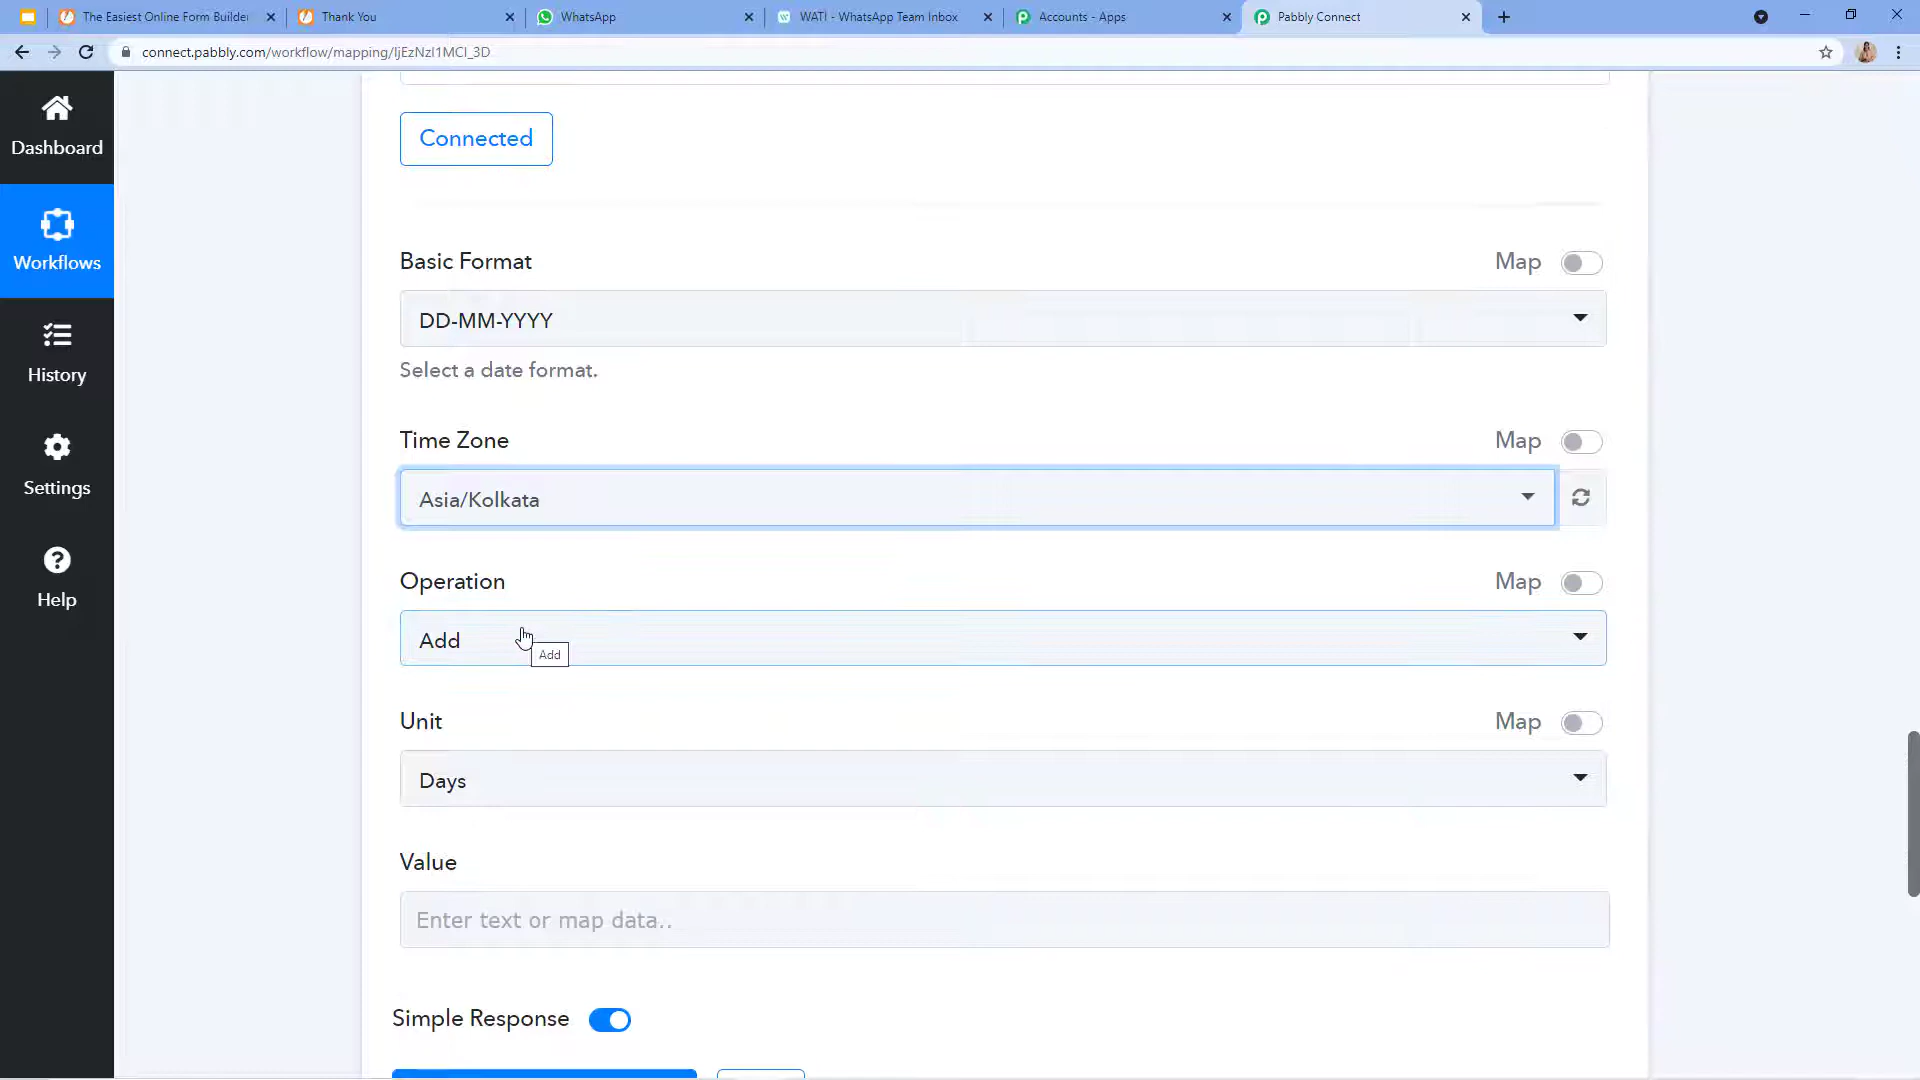 The Easiest Online Form Builder
Thank You
WhatsApp
WATI - WhatsApp Team Inbox
Accounts - Apps
Pabbly Connect
connect.pabbly.com/workflow/mapping/IjEzNzI1MCI_3D
Dashboard
Workflows
History
Settings
Help
Connected
Basic Format
Map
DD-MM-YYYY
Select a date format.
Time Zone
Map
Asia/Kolkata
Operation
Map
Add
Add
Unit
Map
Days
Value
Enter text or map data..
Simple Response